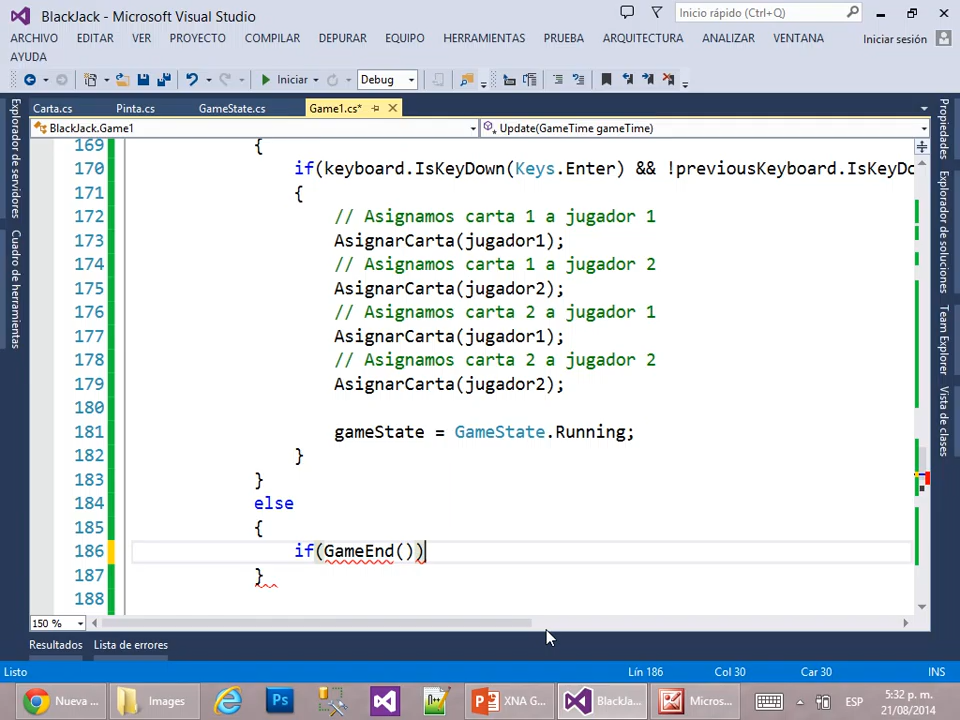 BlackJack - Microsoft Visual Studio
Inicio rápido (Ctrl+Q)
ARCHIVO EDITAR VER PROYECTO COMPILAR DEPURAR EQUIPO HERRAMIENTAS PRUEBA ARQUITECTURA ANALIZAR VENTANA Iniciar sesión
AYUDA
Iniciar Debug
Carta.cs Pinta.cs GameState.cs Game1.cs*
BlackJack.Game1 Update(GameTime gameTime)
169 {
170 if(keyboard.IsKeyDown(Keys.Enter) && !previousKeyboard.IsKeyDo
171 {
172 // Asignamos carta 1 a jugador 1
173 AsignarCarta(jugador1);
174 // Asignamos carta 1 a jugador 2
175 AsignarCarta(jugador2);
176 // Asignamos carta 2 a jugador 1
177 AsignarCarta(jugador1);
178 // Asignamos carta 2 a jugador 2
179 AsignarCarta(jugador2);
180
181 gameState = GameState.Running;
182 }
183 }
184 else
185 {
186 if(GameEnd())
187 }
188
150 %
Explorador de servidores
Cuadro de herramientas
Propiedades
Explorador de soluciones
Team Explorer
Vista de clases
Resultados Lista de errores
Listo Lín 186 Col 30 Car 30 INS
Nueva ... Images Ps XNA G... BlackJa... Micros... ESP 5:32 p. m.
21/08/2014